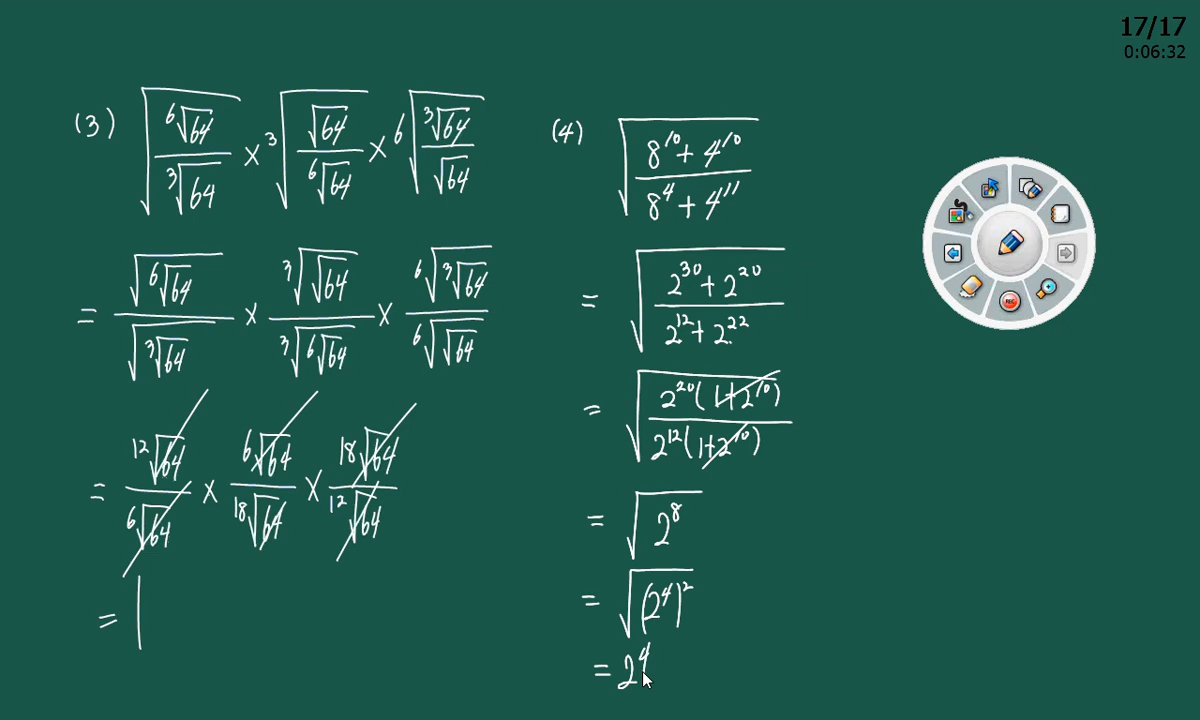 17/17
0:06:32
(3) √(⁶√64 / ³√64) × ³√(√64 / ⁶√64) × ⁶√(³√64 / √64)
= √(⁶√64) / √(³√64) × ³√(√64) / ³√(⁶√64) × ⁶√(³√64) / ⁶√(√64)
= ¹²√64 / ⁶√64 × ⁶√64 / ¹⁸√64 × ¹⁸√64 / ¹²√64
= 1
(4) √((8¹⁰ + 4¹⁰) / (8⁴ + 4¹¹))
= √((2³⁰ + 2²⁰) / (2¹² + 2²²))
= √(2²⁰(1+2¹⁰) / 2¹²(1+2¹⁰))
= √(2⁸)
= √((2⁴)²)
= 2⁴
REC